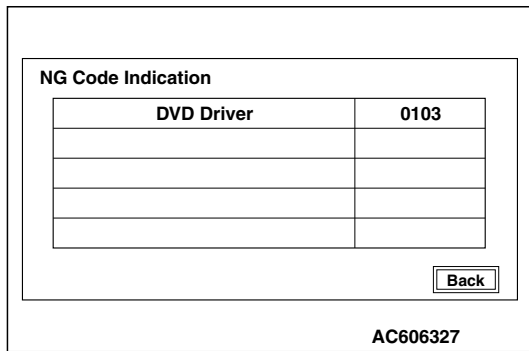 NG Code Indication
DVD Driver 0103
Back
AC606327